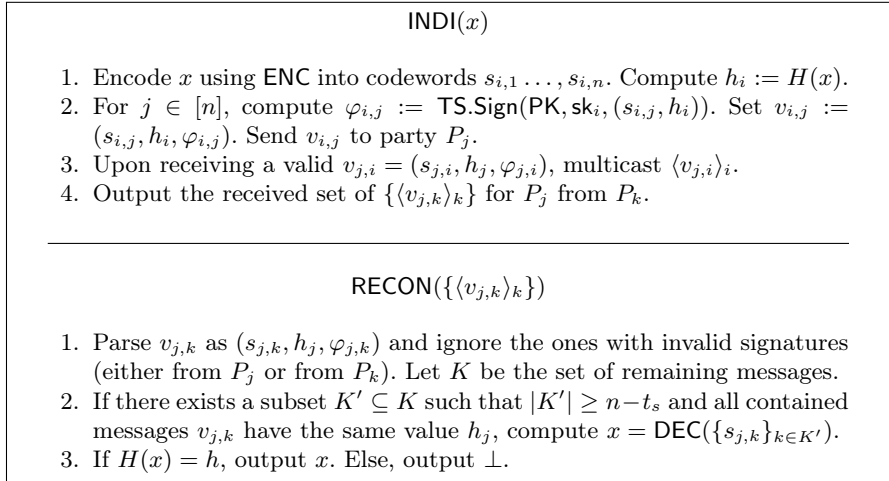 INDI(x)
1. Encode x using ENC into codewords s_{i,1} …, s_{i,n}. Compute h_i := H(x).
2. For j ∈ [n], compute φ_{i,j} := TS.Sign(PK, sk_i, (s_{i,j}, h_i)). Set v_{i,j} :=
(s_{i,j}, h_i, φ_{i,j}). Send v_{i,j} to party P_j.
3. Upon receiving a valid v_{j,i} = (s_{j,i}, h_j, φ_{j,i}), multicast ⟨v_{j,i}⟩_i.
4. Output the received set of {⟨v_{j,k}⟩_k} for P_j from P_k.
RECON({⟨v_{j,k}⟩_k})
1. Parse v_{j,k} as (s_{j,k}, h_j, φ_{j,k}) and ignore the ones with invalid signatures
(either from P_j or from P_k). Let K be the set of remaining messages.
2. If there exists a subset K′ ⊆ K such that |K′| ≥ n−t_s and all contained
messages v_{j,k} have the same value h_j, compute x = DEC({s_{j,k}}_{k∈K′}).
3. If H(x) = h, output x. Else, output ⊥.